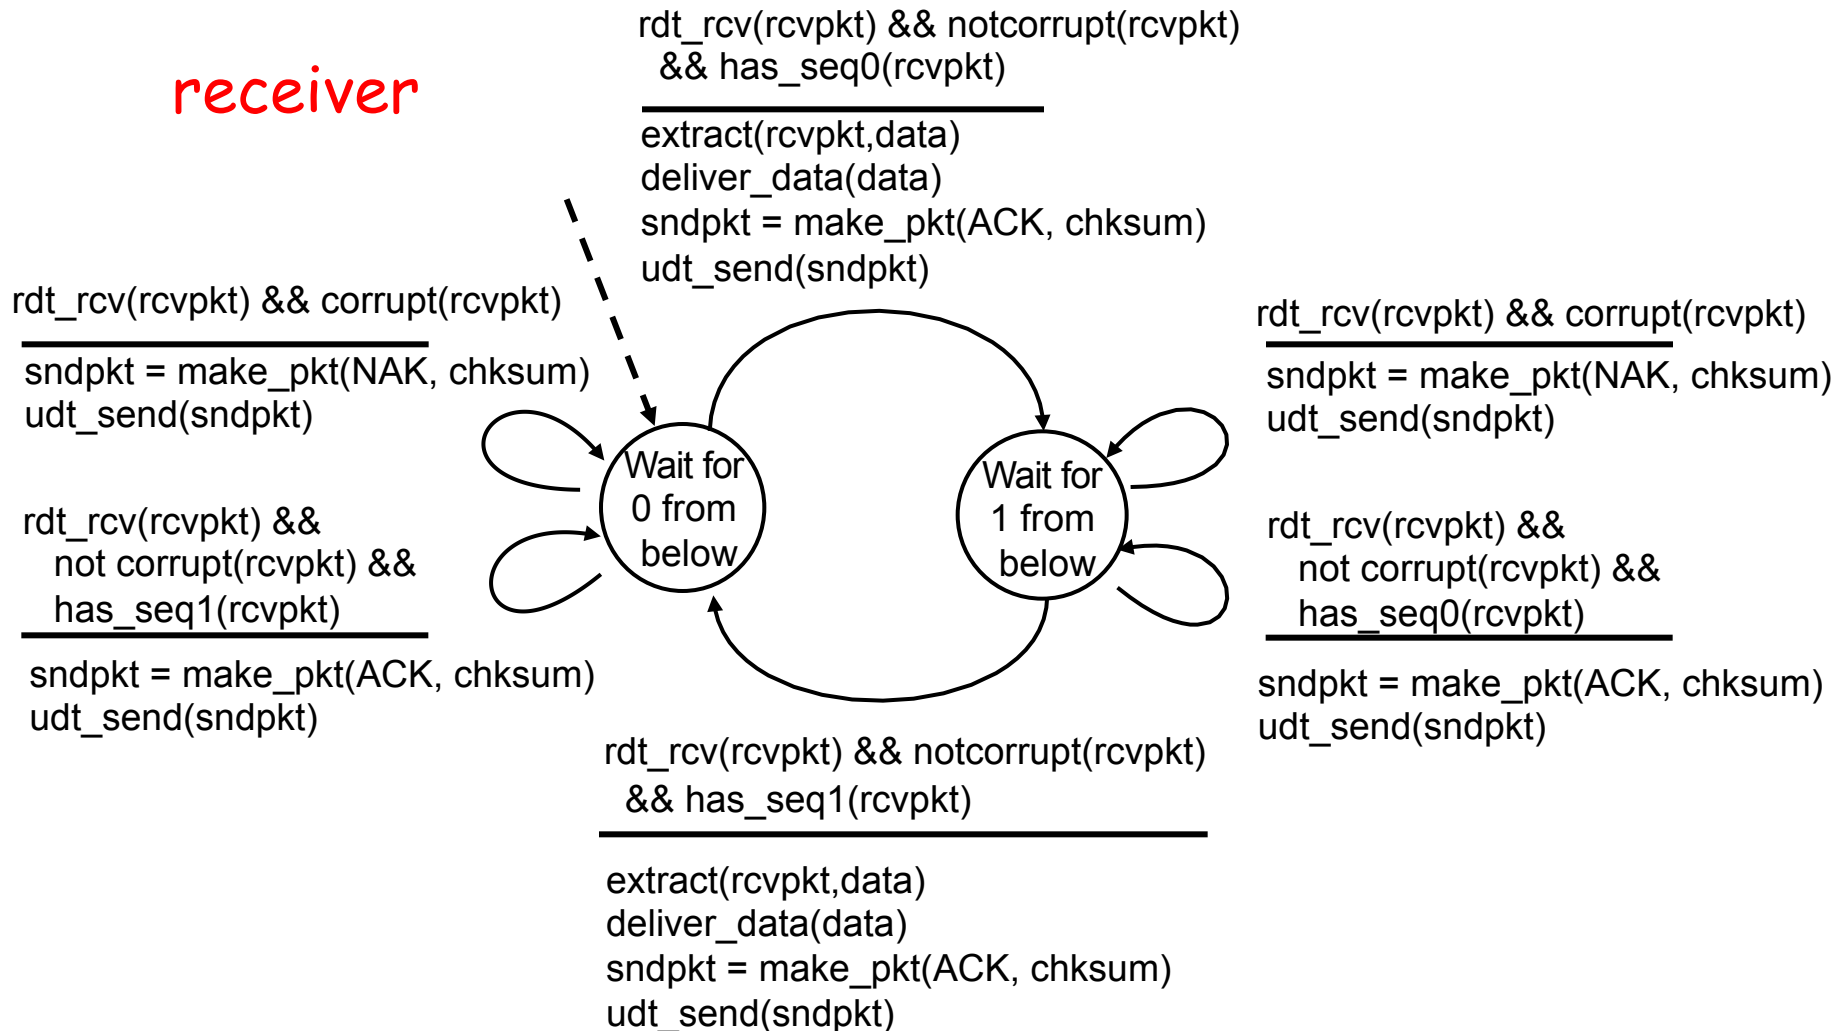 receiver
rdt_rcv(rcvpkt) && notcorrupt(rcvpkt)
&& has_seq0(rcvpkt)
extract(rcvpkt,data)
deliver_data(data)
sndpkt = make_pkt(ACK, chksum)
udt_send(sndpkt)
rdt_rcv(rcvpkt) && corrupt(rcvpkt)
sndpkt = make_pkt(NAK, chksum)
udt_send(sndpkt)
rdt_rcv(rcvpkt) &&
not corrupt(rcvpkt) &&
has_seq1(rcvpkt)
sndpkt = make_pkt(ACK, chksum)
udt_send(sndpkt)
Wait for
0 from
below
Wait for
1 from
below
rdt_rcv(rcvpkt) && corrupt(rcvpkt)
sndpkt = make_pkt(NAK, chksum)
udt_send(sndpkt)
rdt_rcv(rcvpkt) &&
not corrupt(rcvpkt) &&
has_seq0(rcvpkt)
sndpkt = make_pkt(ACK, chksum)
udt_send(sndpkt)
rdt_rcv(rcvpkt) && notcorrupt(rcvpkt)
&& has_seq1(rcvpkt)
extract(rcvpkt,data)
deliver_data(data)
sndpkt = make_pkt(ACK, chksum)
udt_send(sndpkt)